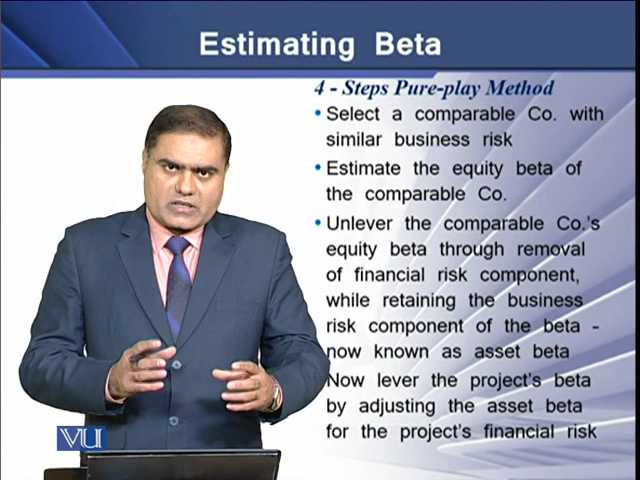 Estimating Beta
4 - Steps Pure-play Method
• Select a comparable Co. with
similar business risk
• Estimate the equity beta of
the comparable Co.
• Unlever the comparable Co.'s
equity beta through removal
of financial risk component,
while retaining the business
risk component of the beta -
now known as asset beta
Now lever the project's beta
by adjusting the asset beta
for the project's financial risk
VU